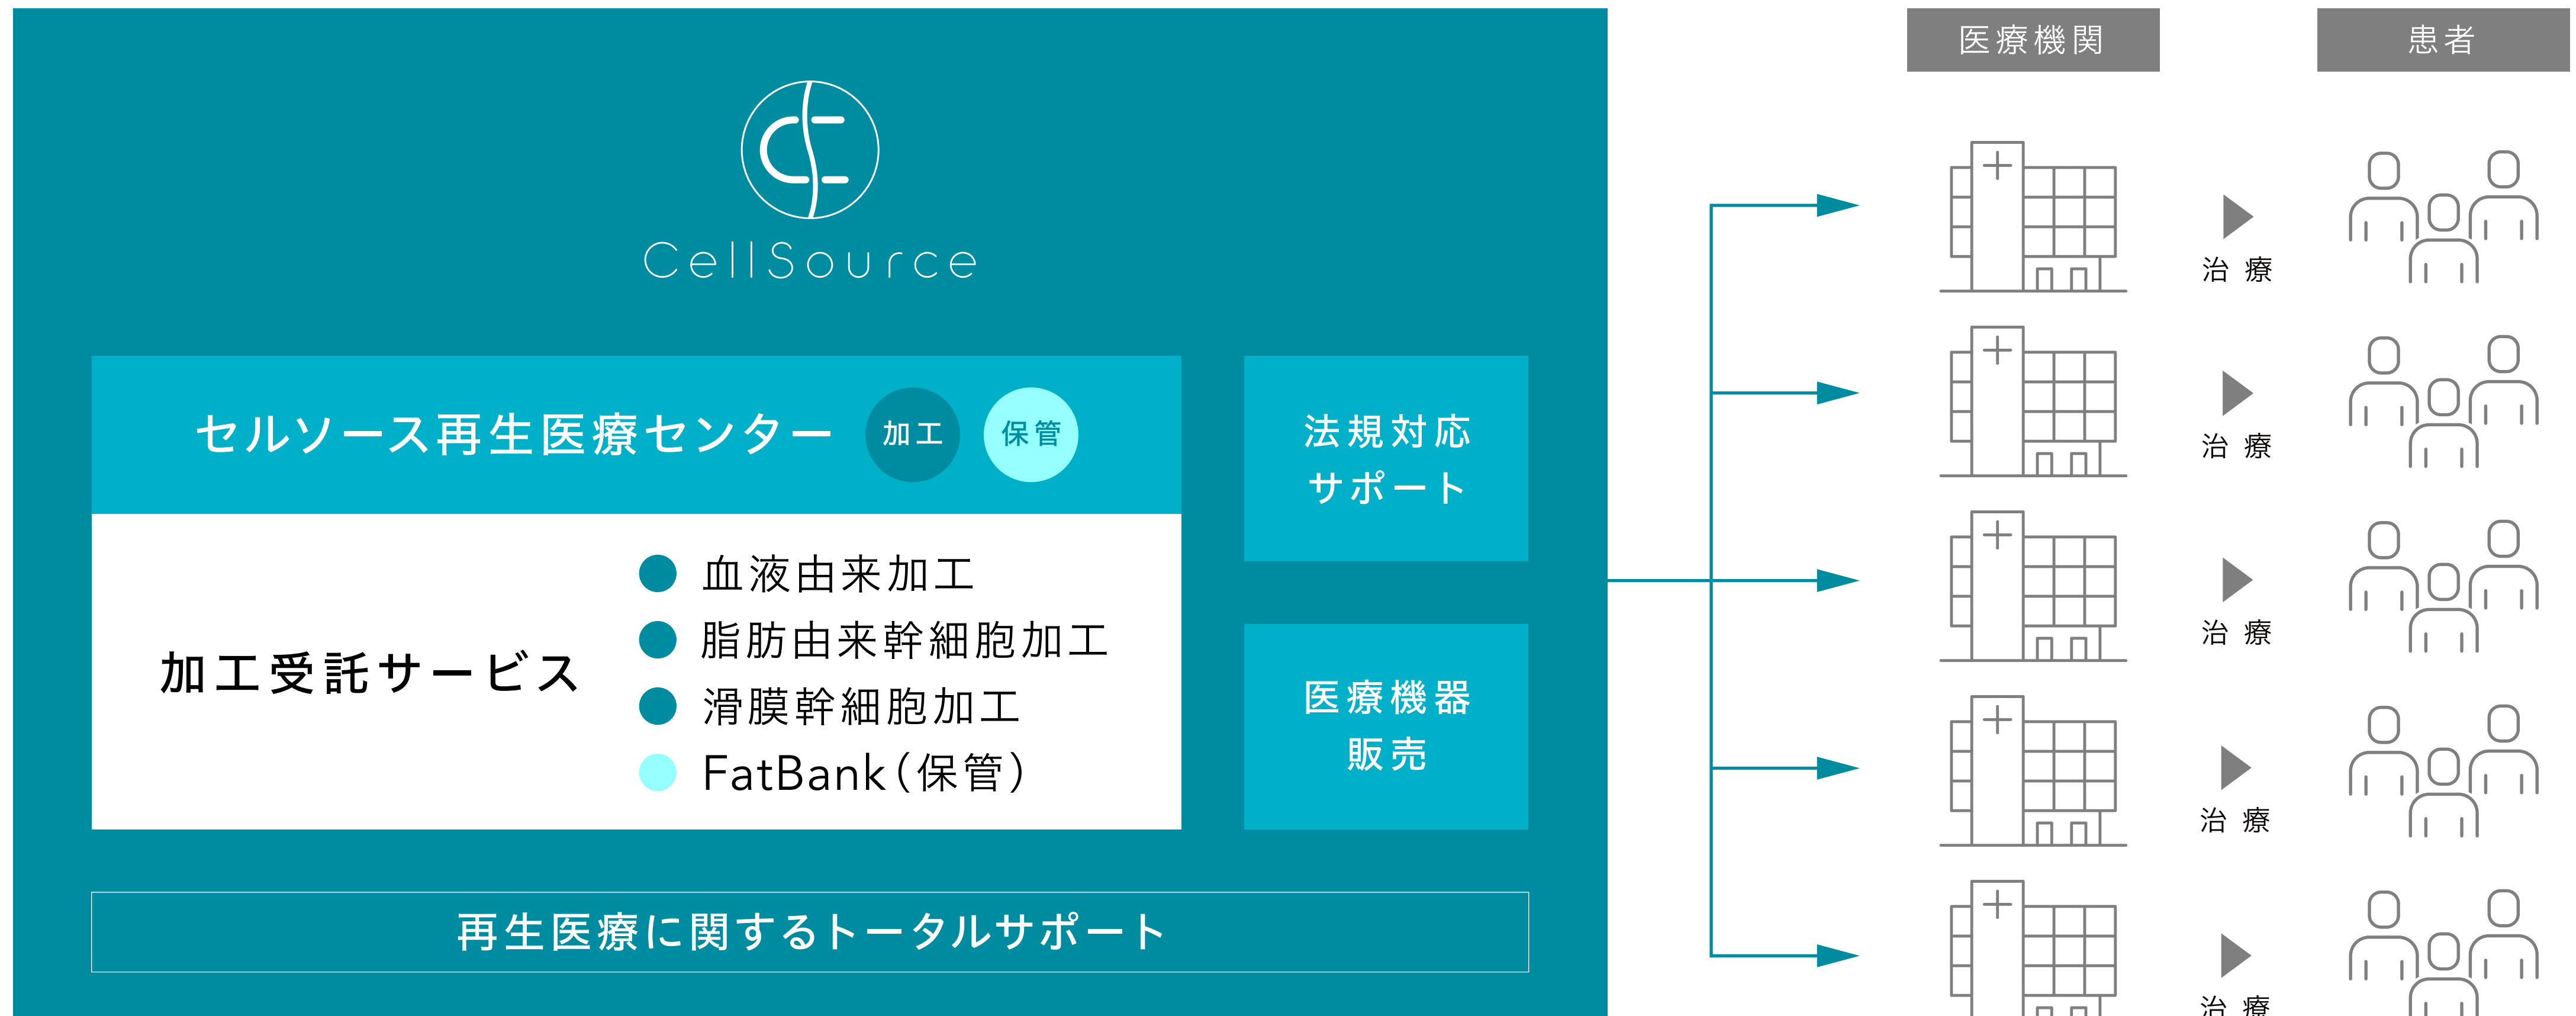 CellSource
セルソース再生医療センター 加工 保管
加工受託サービス
血液由来加工
脂肪由来幹細胞加工
滑膜幹細胞加工
FatBank（保管）
法規対応
サポート
医療機器
販売
再生医療に関するトータルサポート
医療機関
患者
治療
治療
治療
治療
治療